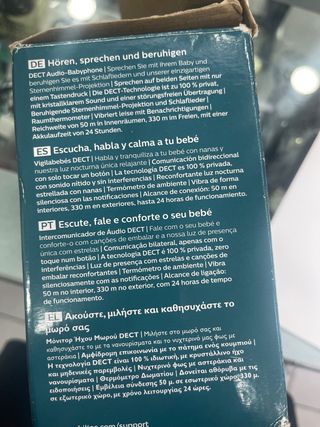 DE Hören, sprechen und beruhigen
DECT Audio-Babyphone | Sprechen Sie mit Ihrem Baby und
beruhigen Sie es mit Schlafliedern und unserer einzigartigen
Sternenhimmel-Projektion | Sprechen auf beiden Seiten mit nur
einem Tastendruck | Die DECT-Technologie ist zu 100 % privat,
mit kristallklarem Sound und einer störungsfreien Übertragung |
Beruhigende Sternenhimmel-Projektion und Schlaflieder |
Raumthermometer | Vibriert leise mit Benachrichtigungen |
Reichweite von 50 m in Innenräumen, 330 m im Freien, mit einer
Akkulaufzeit von 24 Stunden.
ES Escucha, habla y calma a tu bebé
Vigilabebés DECT | Habla y tranquiliza a tu bebé con nanas y
nuestra luz nocturna única relajante | Comunicación bidireccional
con solo tocar un botón | La tecnología DECT es 100 % privada,
con sonido nítido y sin interferencias | Reconfortante luz nocturna
estrellada con nanas | Termómetro de ambiente | Vibra de forma
silenciosa con las notificaciones | Alcance de conexión: 50 m en
interiores, 330 m en exteriores, hasta 24 horas de funcionamiento.
PT Escute, fale e conforte o seu bebé
Intercomunicador de Áudio DECT | Fale com o seu bebé e
conforte-o com canções de embalar e a nossa luz de presença
única com estrelas | Comunicação bilateral, apenas com o
toque num botão | A tecnologia DECT é 100% privada, zero
interferências | Luz de presença com estrelas e canções de
embalar reconfortantes | Termómetro de ambiente | Vibra
silenciosamente com as notificações | Alcance de ligação:
50 m no interior, 330 m no exterior, com 24 horas de tempo
de funcionamento.
EL Ακούστε, μιλήστε και καθησυχάστε το
μωρό σας
Μόνιτορ Ήχου Μωρού DECT | Μιλήστε στο μωρό σας και
καθησυχάστε το με τα νανουρίσματα και το νυχτερινό μας φως με
αστεράκια | Αμφίδρομη επικοινωνία με το πάτημα ενός κουμπιού |
Η τεχνολογία DECT είναι 100 % ιδιωτική, με κρυστάλλινο ήχο
και μηδενικές παρεμβολές | Νυχτερινό φως με αστεράκια και
νανουρίσματα | Θερμόμετρο Δωματίου | Δονείται αθόρυβα με τις
ειδοποιήσεις | Εμβέλεια σύνδεσης 50 μ. σε εσωτερικό χώρο, 330 μ.
σε εξωτερικό χώρο, με χρόνο λειτουργίας 24 ώρες.
/support